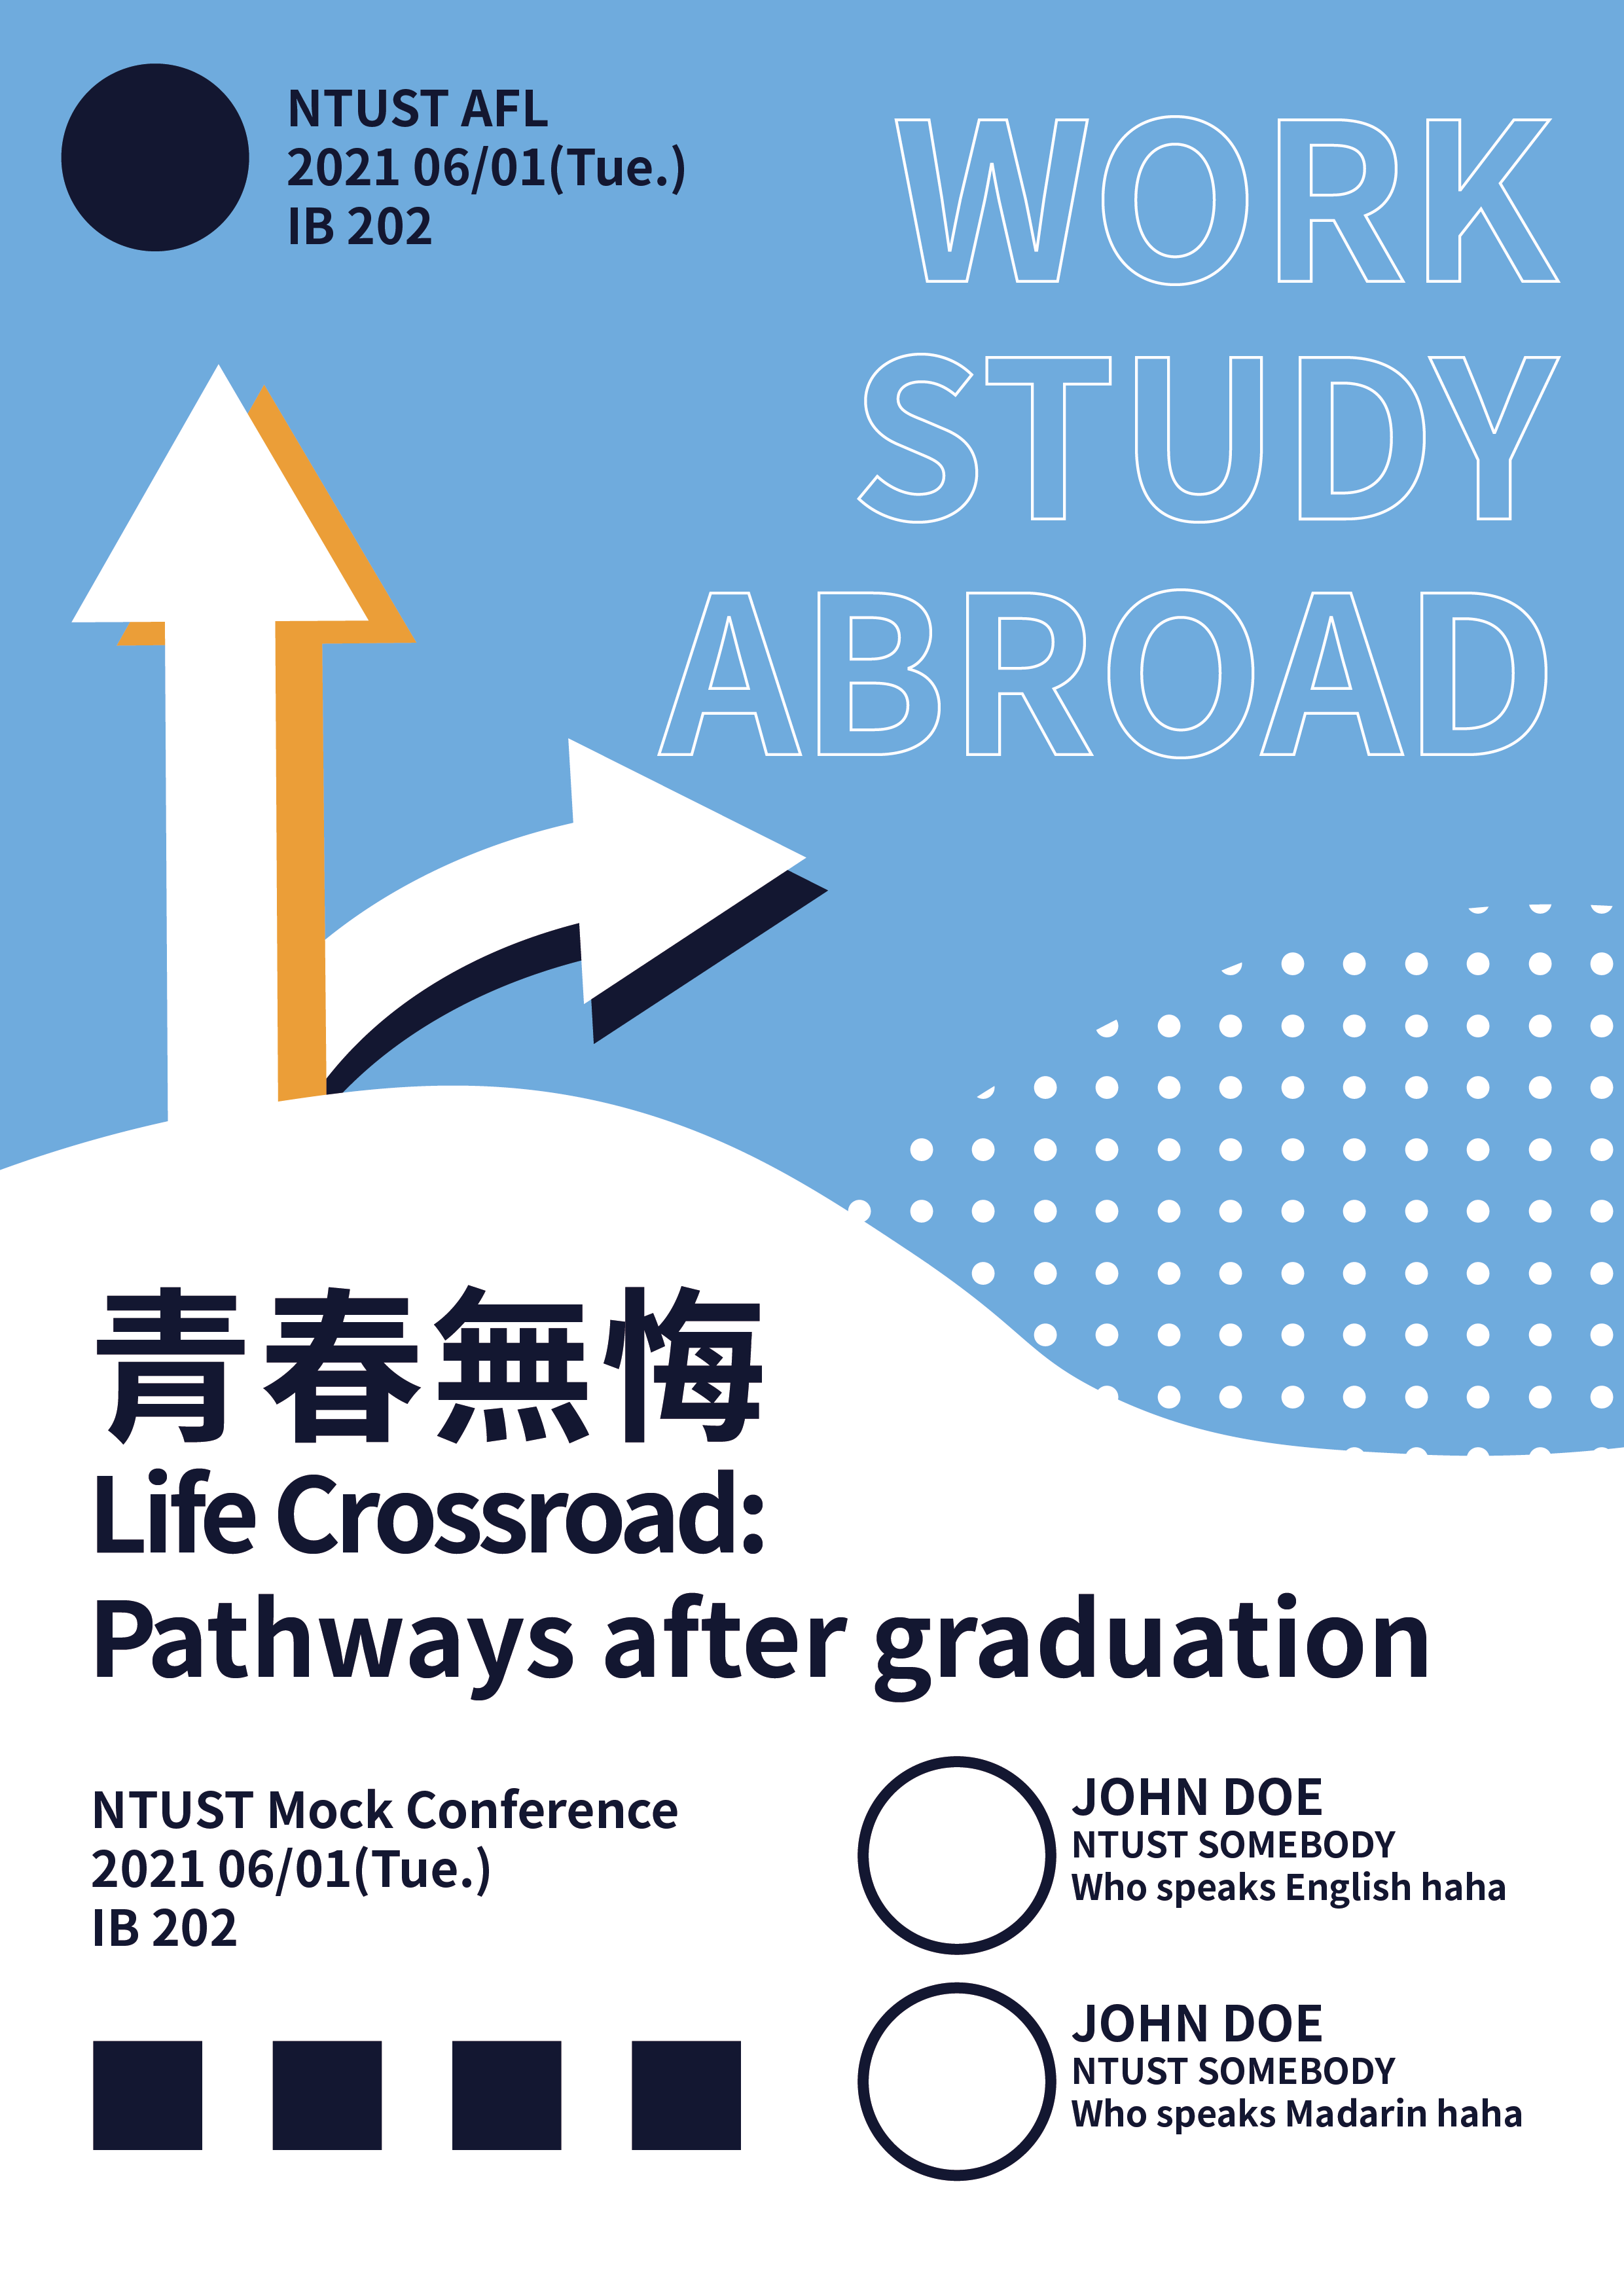 NTUST AFL
2021 06/01(Tue.)
IB 202
WORK
STUDY
ABROAD
青春無悔
Life Crossroad:
Pathways after graduation
NTUST Mock Conference
2021 06/01(Tue.)
IB 202
JOHN DOE
NTUST SOMEBODY
Who speaks English haha
JOHN DOE
NTUST SOMEBODY
Who speaks Madarin haha